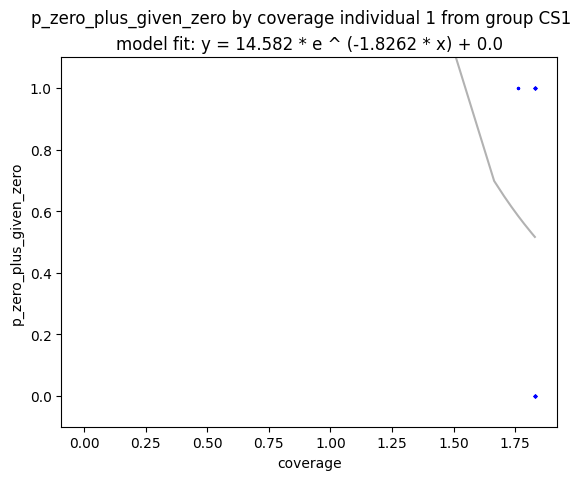 p_zero_plus_given_zero by coverage individual 1 from group CS1
model fit: y = 14.582 * e ^ (-1.8262 * x) + 0.0
1.0
0.8
0.6
0.4
0.2
0.0
p_zero_plus_given_zero
0.00 0.25 0.50 0.75 1.00 1.25 1.50 1.75
coverage